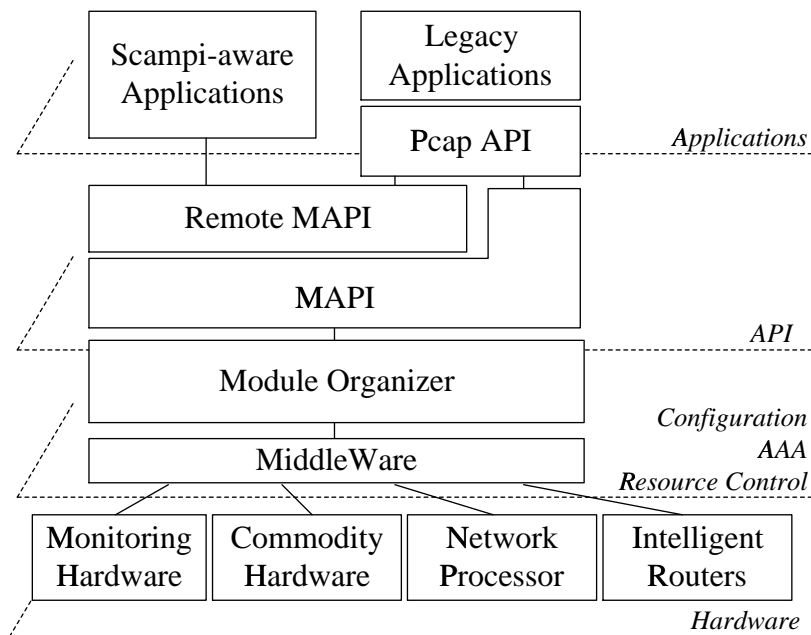 Scampi-aware
Applications
Legacy
Applications
Pcap API
Applications
Remote MAPI
MAPI
API
Module Organizer
Configuration
AAA
MiddleWare
Resource Control
Monitoring
Hardware
Commodity
Hardware
Network
Processor
Intelligent
Routers
Hardware